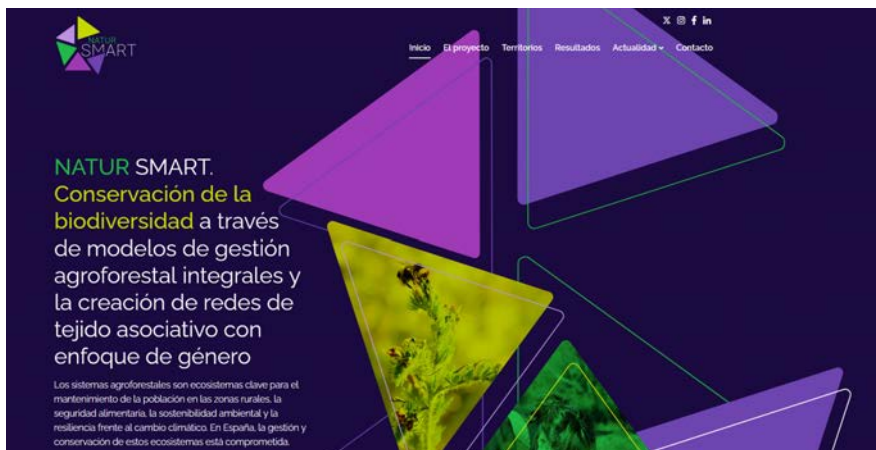 NATUR
SMART
Inicio El proyecto Territorios Resultados Actualidad Contacto
NATUR SMART.
Conservación de la
biodiversidad a través
de modelos de gestión
agroforestal integrales y
la creación de redes de
tejido asociativo con
enfoque de género
Los sistemas agroforestales son ecosistemas clave para el
mantenimiento de la población en las zonas rurales, la
seguridad alimentaria, la sostenibilidad ambiental y la
resiliencia frente al cambio climático. En España, la gestión y
conservación de estos ecosistemas está comprometida.